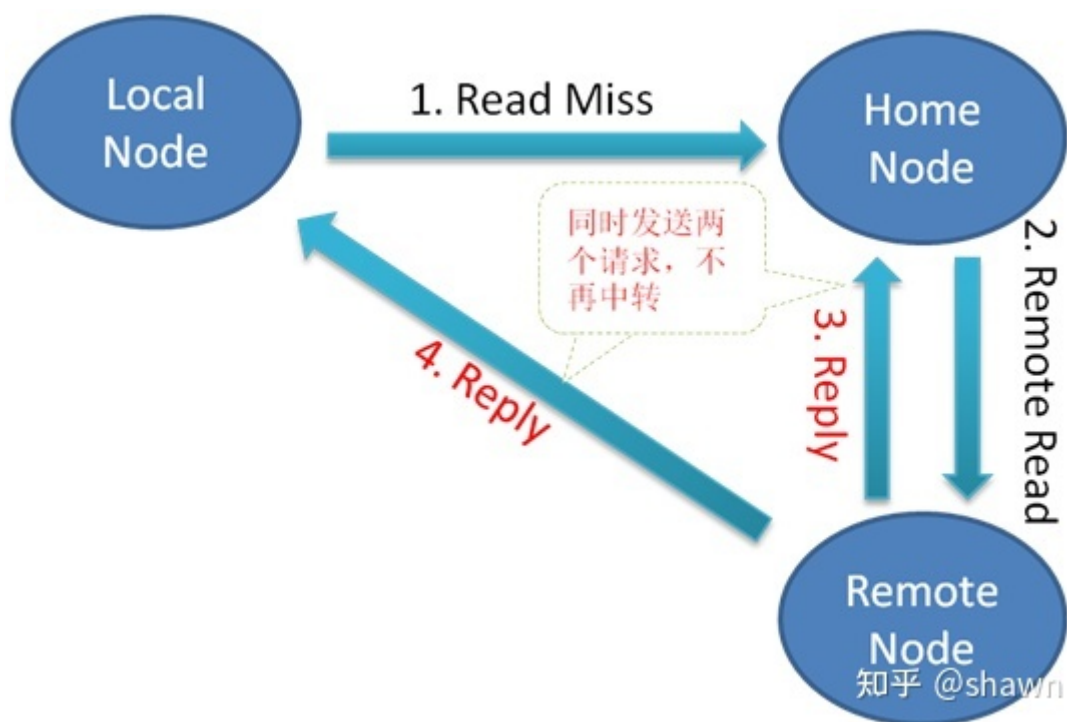 Local
Node
1. Read Miss
Home
Node
同时发送两
个请求，不
再中转
2. Remote Read
3. Reply
4. Reply
Remote
Node
知乎 @shawn